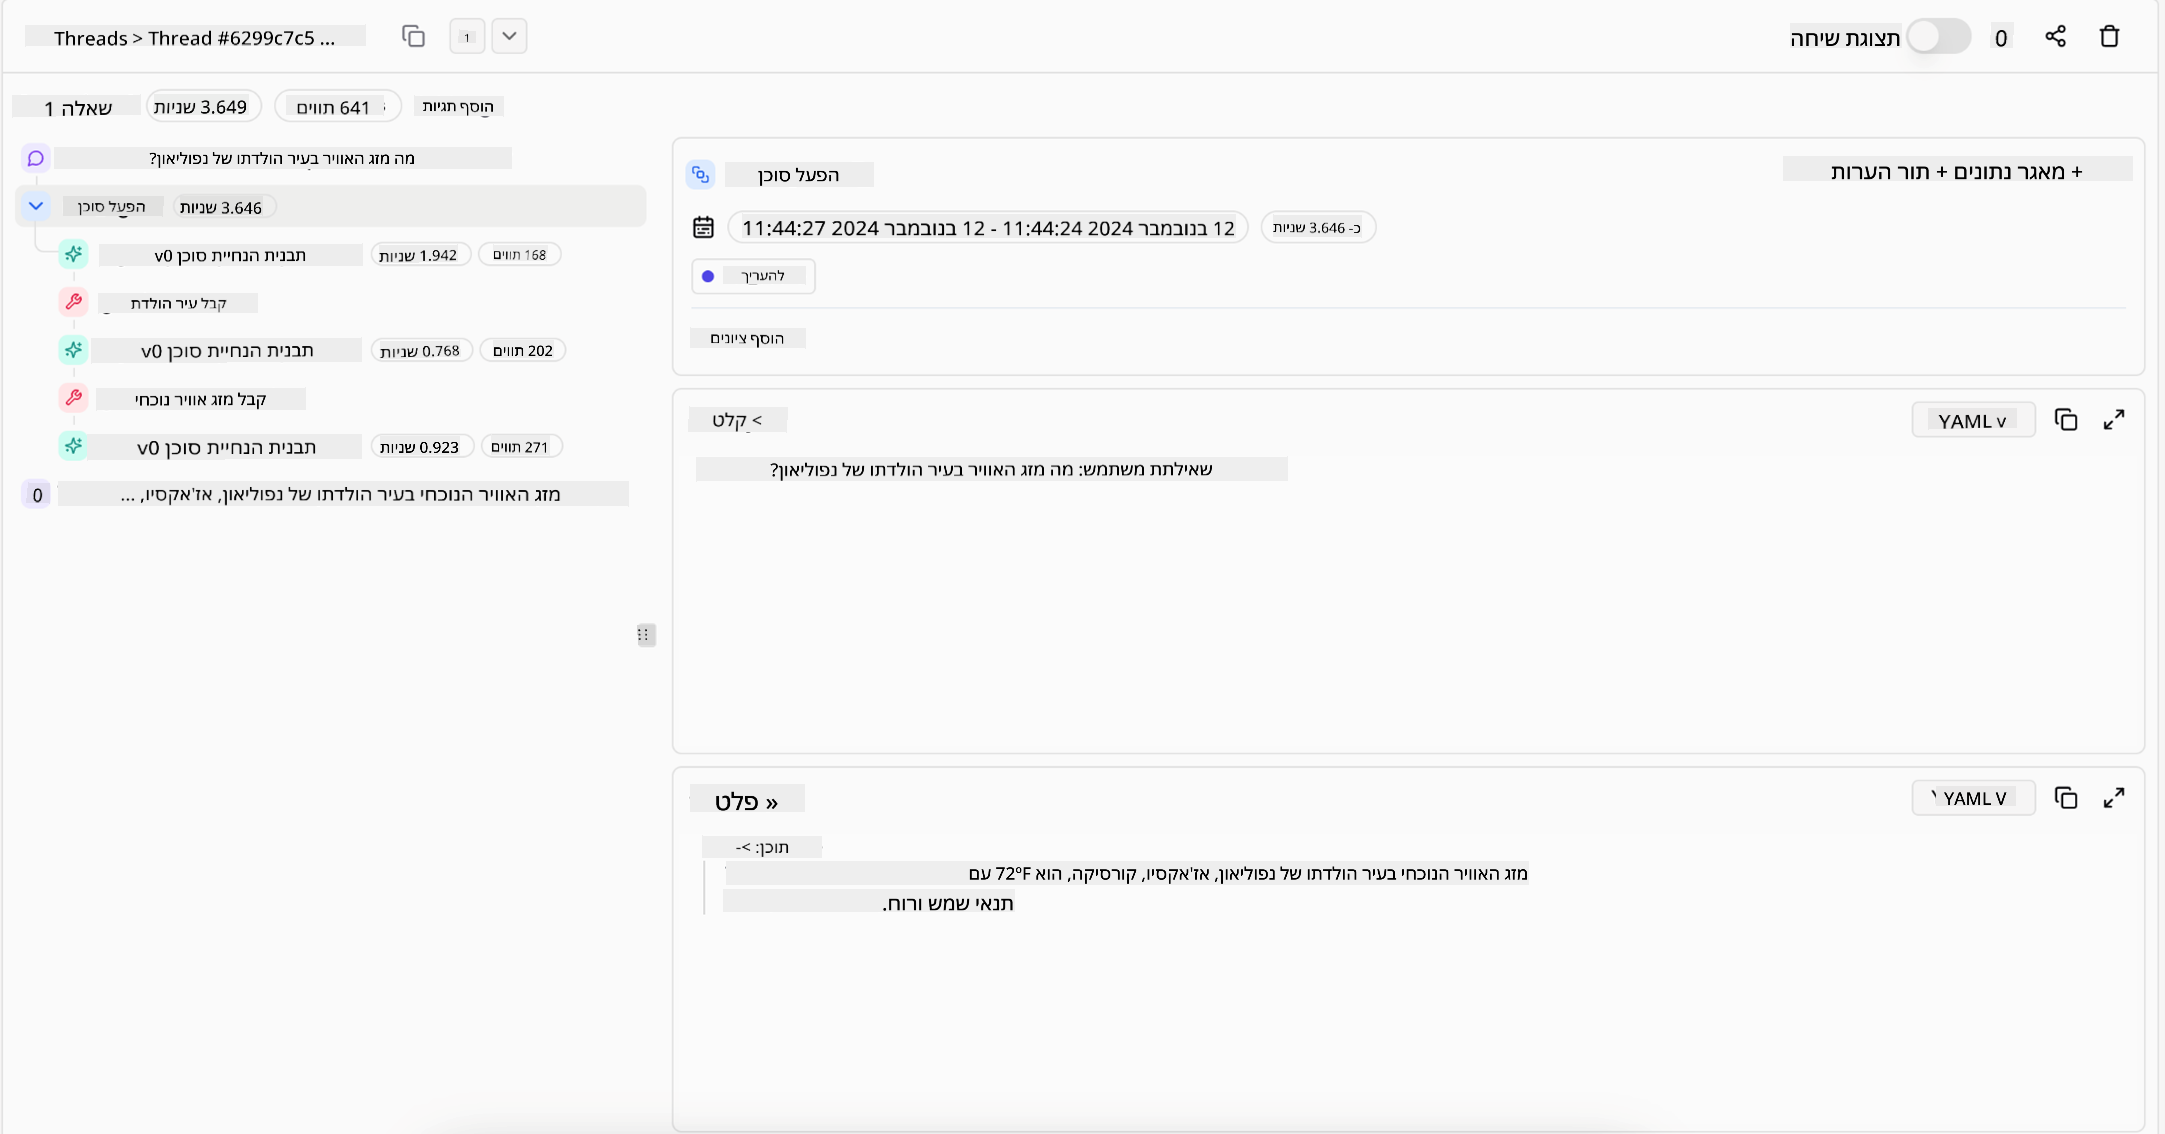 Threads > Thread #6299c7c5 ...
1
תצוגת שיחה
0
שאלה 1
3.649 שניות
641 תווים
הוסף תגיות
מה מזג האוויר בעיר הולדתו של נפוליאון?
הפעל סוכן
3.646 שניות
תבנית הנחיית סוכן v0
1.942 שניות
168 תווים
קבל עיר הולדת
תבנית הנחיית סוכן v0
0.768 שניות
202 תווים
קבל מזג אוויר נוכחי
תבנית הנחיית סוכן v0
0.923 שניות
271 תווים
0
מזג האוויר הנוכחי בעיר הולדתו של נפוליאון, אז'אקסיו, ...
הפעל סוכן
+ מאגר נתונים + תור הערות
12 בנובמבר 2024 11:44:24 - 12 בנובמבר 2024 11:44:27
כ- 3.646 שניות
להעריך
הוסף ציונים
> קלט
YAML v
שאילתת משתמש: מה מזג האוויר בעיר הולדתו של נפוליאון?
» פלט
YAML V
תוכן: >-
מזג האוויר הנוכחי בעיר הולדתו של נפוליאון, אז'אקסיו, קורסיקה, הוא 72°F עם
תנאי שמש ורוח.